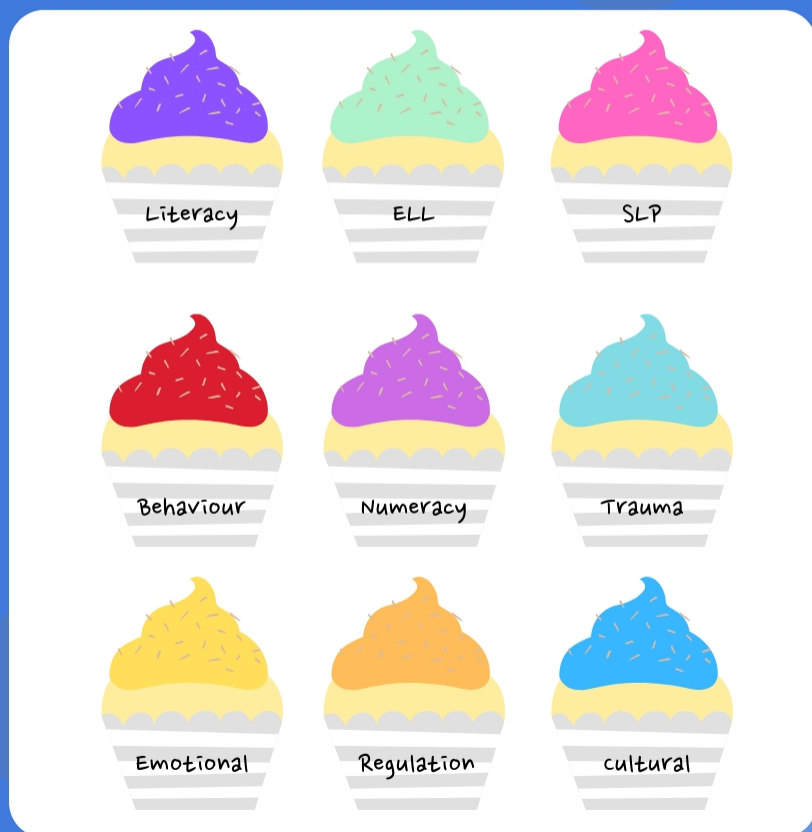 Literacy
ELL
SLP
Behaviour
Numeracy
Trauma
Emotional
Regulation
cultural